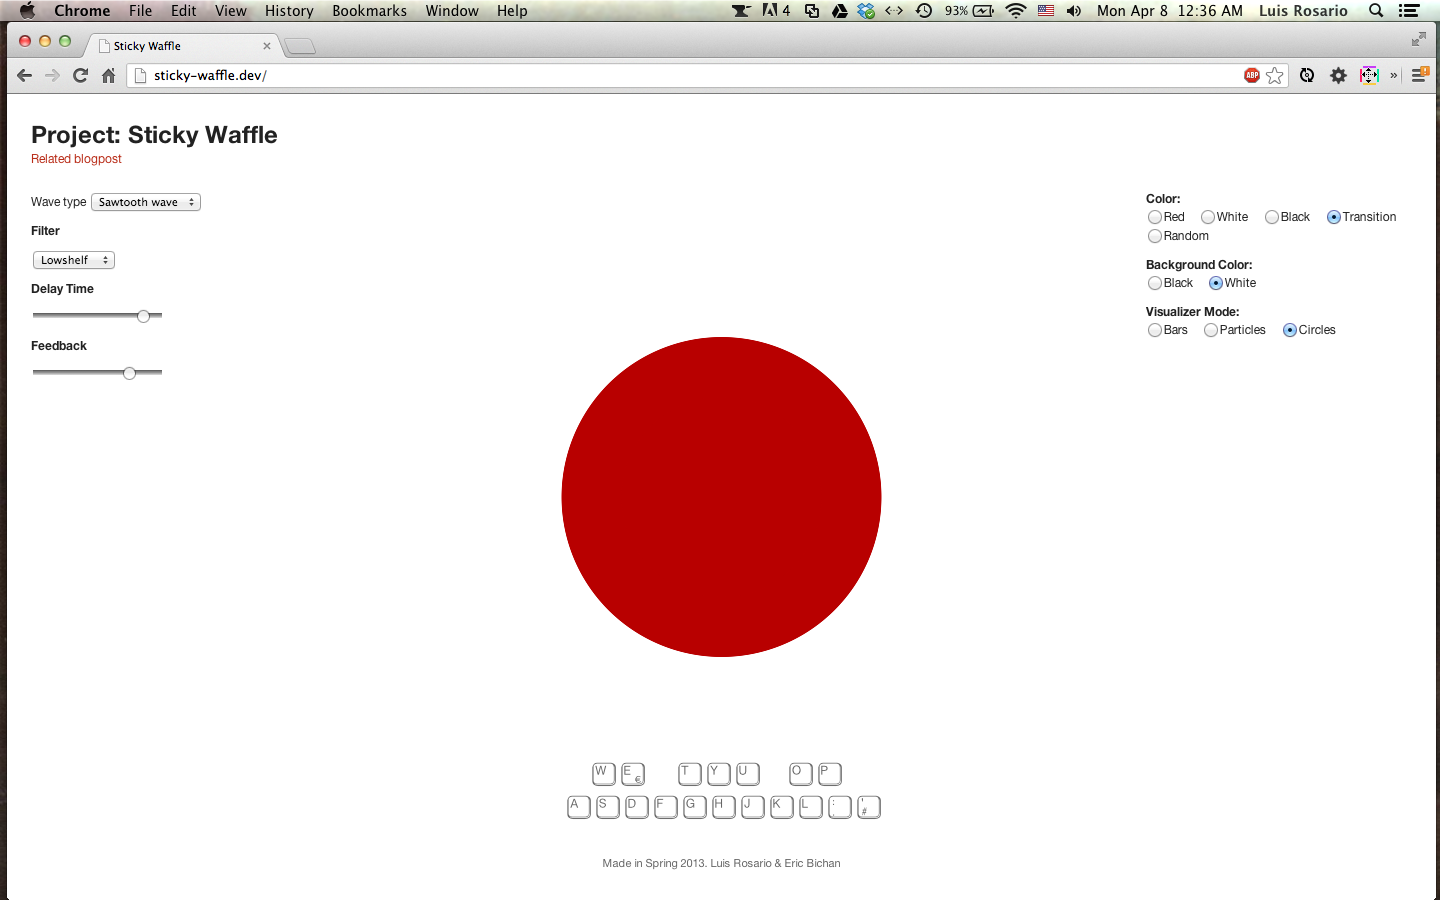 Chrome File Edit View History Bookmarks Window Help 4 93% Mon Apr 8 12:36 AM Luis Rosario
Sticky Waffle
sticky-waffle.dev/
ABP
»
Project: Sticky Waffle
Related blogpost
Wave type Sawtooth wave
Filter
Lowshelf
Delay Time
Feedback
Color:
Red White Black Transition
Random
Background Color:
Black White
Visualizer Mode:
Bars Particles Circles
W E € T Y U O P
A S D F G H J K L : ; ' #
Made in Spring 2013. Luis Rosario & Eric Bichan